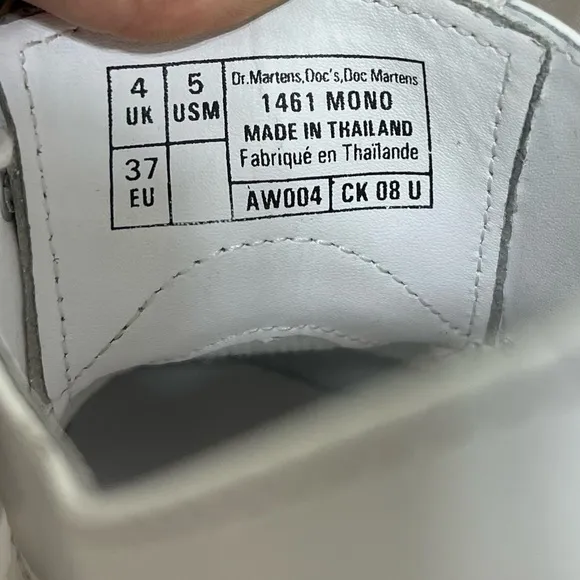 4
UK
5
USM
37
EU
Dr.Martens,Doc's,Doc Martens
1461 MONO
MADE IN THAILAND
Fabriqué en Thaïlande
AW004
CK 08 U